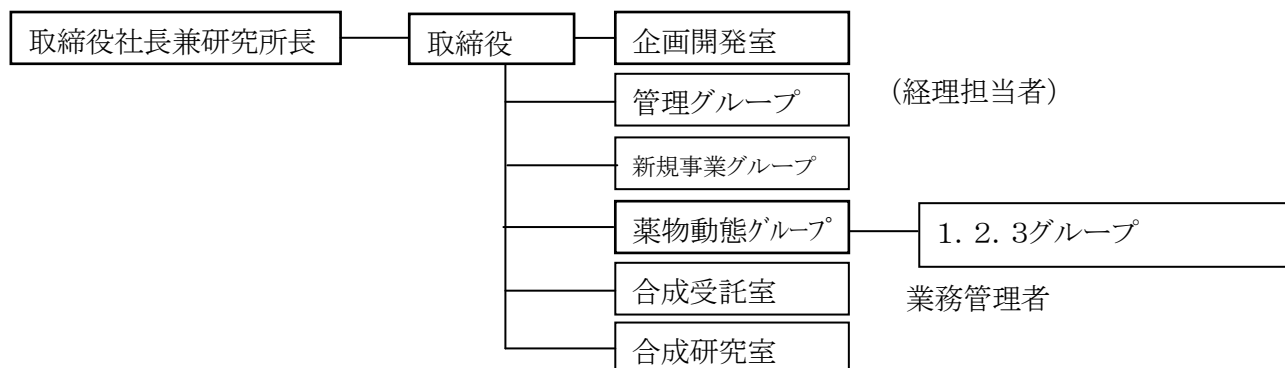 取締役社長兼研究所長
取締役
企画開発室
管理グループ
（経理担当者）
新規事業グループ
薬物動態グループ
1．2．3グループ
合成受託室
業務管理者
合成研究室